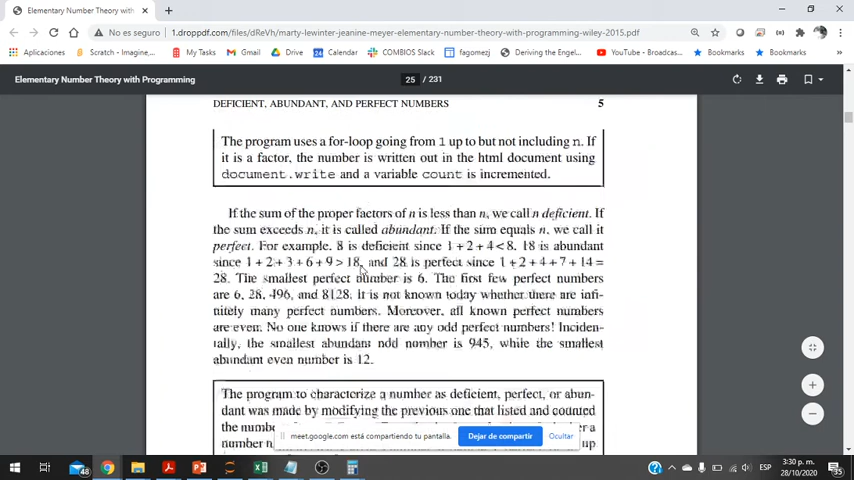 Elementary Number Theory with Pr
No es seguro
1.droppdf.com/files/dReVh/marty-lewinter-jeanine-meyer-elementary-number-theory-with-programming-wiley-2015.pdf
Aplicaciones
Scratch - Imagine,...
My Tasks
Gmail
Drive
Calendar
COMBIOS Slack
fagomezj
Deriving the Engel...
YouTube - Broadcas...
Bookmarks
Bookmarks
Elementary Number Theory with Programming
25 / 231
DEFICIENT, ABUNDANT, AND PERFECT NUMBERS 5
The program uses a for-loop going from 1 up to but not including n. If
it is a factor, the number is written out in the html document using
document.write and a variable count is incremented.
If the sum of the proper factors of n is less than n, we call n deficient. If
the sum exceeds n, it is called abundant. If the sum equals n, we call it
perfect. For example, 8 is deficient since 1 + 2 + 4 < 8, 18 is abundant
since 1 + 2 + 3 + 6 + 9 > 18, and 28 is perfect since 1 + 2 + 4 + 7 + 14 =
28. The smallest perfect number is 6. The first few perfect numbers
are 6, 28, 496, and 8128. It is not known today whether there are infi-
nitely many perfect numbers. Moreover, all known perfect numbers
are even. No one knows if there are any odd perfect numbers! Inciden-
tally, the smallest abundant odd number is 945, while the smallest
abundant even number is 12.
The program to characterize a number as deficient, perfect, or abun-
dant was made by modifying the previous one that listed and counted
the number
number n
up
meet.google.com está compartiendo tu pantalla.
Dejar de compartir
Ocultar
48
ESP
3:30 p. m.
28/10/2020
35